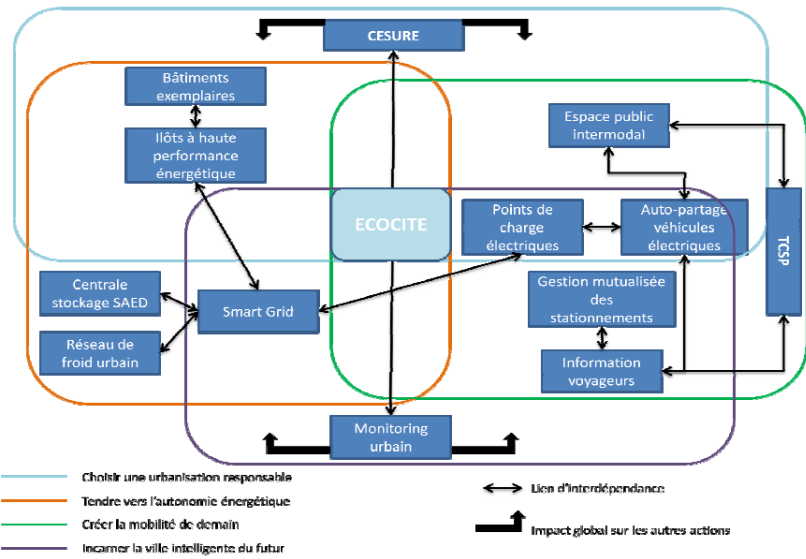 CESURE
Bâtiments
exemplaires
Ilôts à haute
performance
énergétique
Espace public
intermodal
ECOCITE
Points de
charge
électriques
Auto-partage
véhicules
électriques
TCSP
Centrale
stockage SAED
Smart Grid
Gestion mutualisée
des
stationnements
Réseau de
froid urbain
Information
voyageurs
Monitoring
urbain
Choisir une urbanisation responsable
Tendre vers l'autonomie énergétique
Créer la mobilité de demain
Incarner la ville intelligente du futur
Lien d'interdépendance
Impact global sur les autres actions